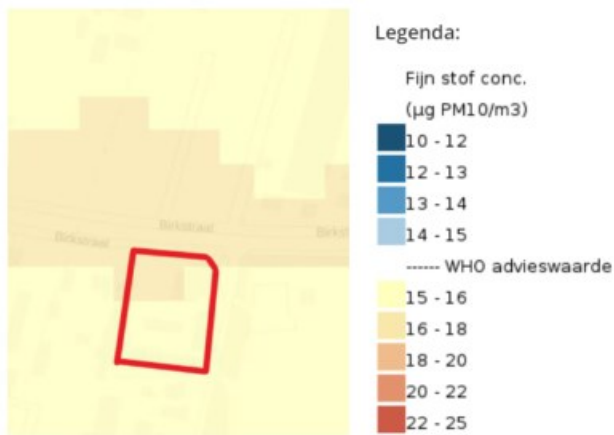 Legenda:
Fijn stof conc.
(µg PM10/m3)
10 - 12
12 - 13
13 - 14
14 - 15
------ WHO advieswaarde
15 - 16
16 - 18
18 - 20
20 - 22
22 - 25
Birkstraat
Birkstraat
Birkst